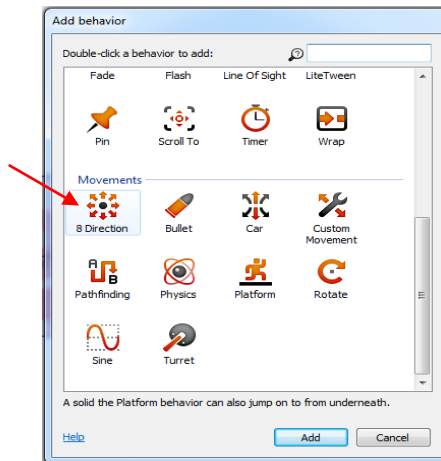 Add behavior
Double-click a behavior to add:
Fade Flash Line Of Sight LiteTween
Pin Scroll To Timer Wrap
Movements
8 Direction Bullet Car Custom
Movement
A
B
Pathfinding Physics Platform Rotate
Sine Turret
A solid the Platform behavior can also jump on to from underneath.
Help Add Cancel